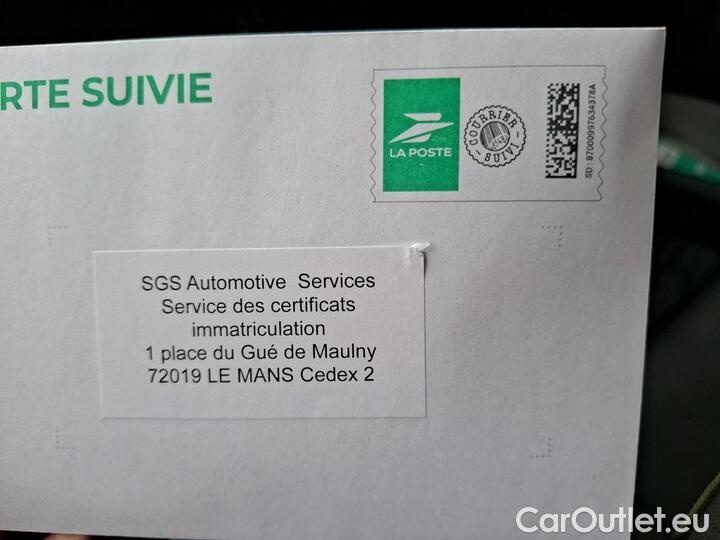 RTE SUIVIE
LA POSTE
COURRIER
SUIVI
SD : 87000997634378A
SGS Automotive Services
Service des certificats
immatriculation
1 place du Gué de Maulny
72019 LE MANS Cedex 2
CarOutlet.eu